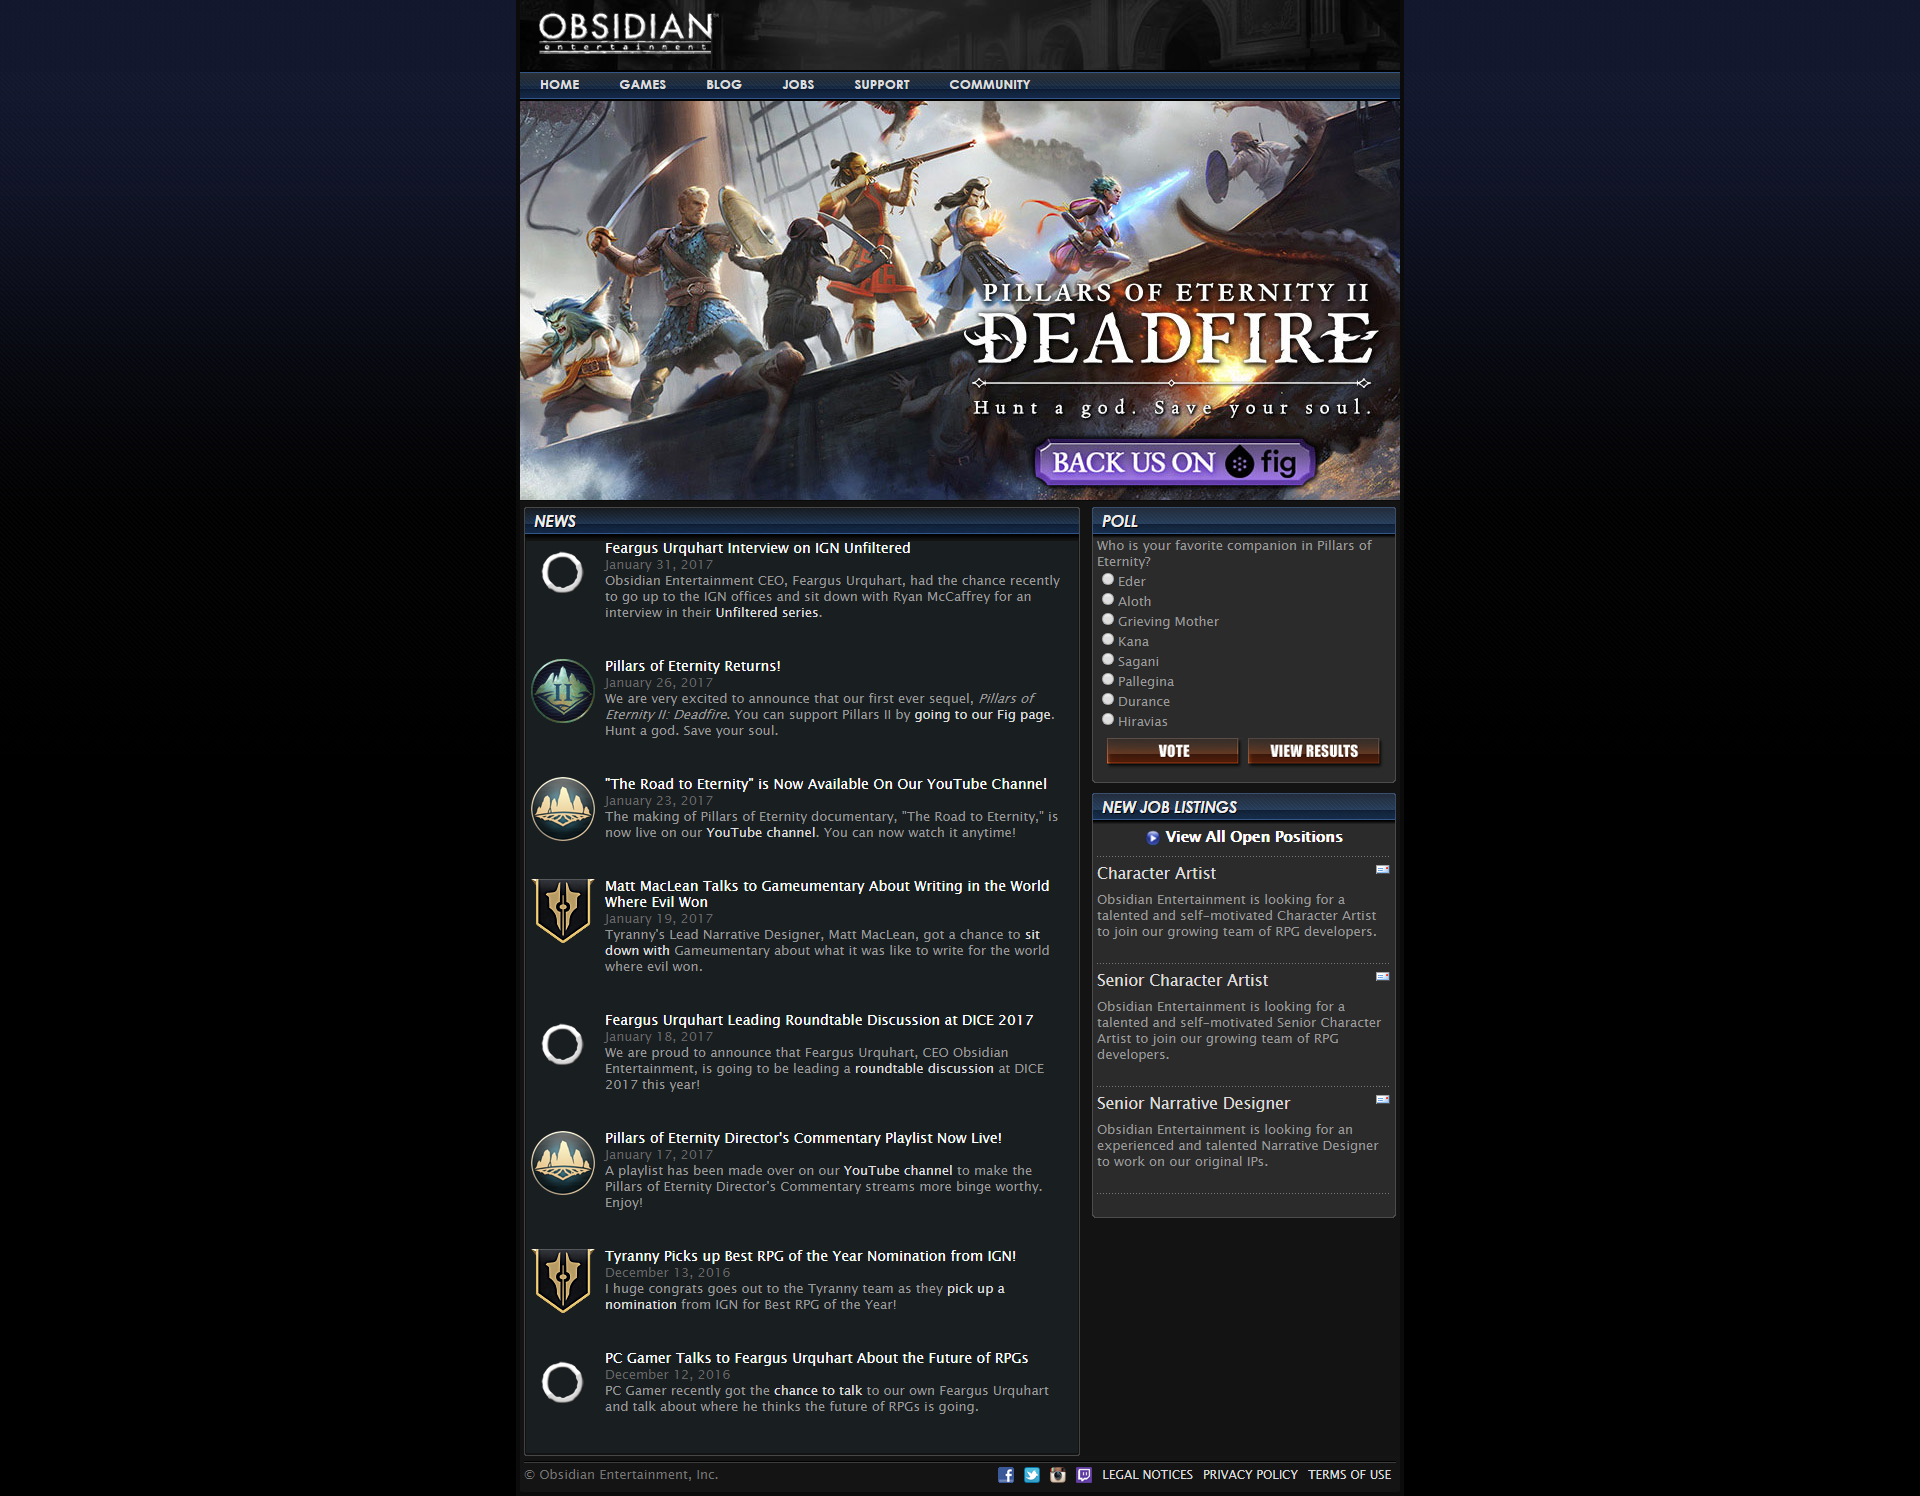 OBSIDIAN
entertainment
HOME GAMES BLOG JOBS SUPPORT COMMUNITY
PILLARS OF ETERNITY II
DEADFIRE
Hunt a god. Save your soul.
BACK US ON fig
NEWS
Feargus Urquhart Interview on IGN Unfiltered
January 31, 2017
Obsidian Entertainment CEO, Feargus Urquhart, had the chance recently
to go up to the IGN offices and sit down with Ryan McCaffrey for an
interview in their Unfiltered series.
II
Pillars of Eternity Returns!
January 26, 2017
We are very excited to announce that our first ever sequel, Pillars of
Eternity II: Deadfire. You can support Pillars II by going to our Fig page.
Hunt a god. Save your soul.
"The Road to Eternity" is Now Available On Our YouTube Channel
January 23, 2017
The making of Pillars of Eternity documentary, "The Road to Eternity," is
now live on our YouTube channel. You can now watch it anytime!
Matt MacLean Talks to Gameumentary About Writing in the World
Where Evil Won
January 19, 2017
Tyranny's Lead Narrative Designer, Matt MacLean, got a chance to sit
down with Gameumentary about what it was like to write for the world
where evil won.
Feargus Urquhart Leading Roundtable Discussion at DICE 2017
January 18, 2017
We are proud to announce that Feargus Urquhart, CEO Obsidian
Entertainment, is going to be leading a roundtable discussion at DICE
2017 this year!
Pillars of Eternity Director's Commentary Playlist Now Live!
January 17, 2017
A playlist has been made over on our YouTube channel to make the
Pillars of Eternity Director's Commentary streams more binge worthy.
Enjoy!
Tyranny Picks up Best RPG of the Year Nomination from IGN!
December 13, 2016
I huge congrats goes out to the Tyranny team as they pick up a
nomination from IGN for Best RPG of the Year!
PC Gamer Talks to Feargus Urquhart About the Future of RPGs
December 12, 2016
PC Gamer recently got the chance to talk to our own Feargus Urquhart
and talk about where he thinks the future of RPGs is going.
POLL
Who is your favorite companion in Pillars of
Eternity?
Eder
Aloth
Grieving Mother
Kana
Sagani
Pallegina
Durance
Hiravias
VOTE VIEW RESULTS
NEW JOB LISTINGS
View All Open Positions
Character Artist
Obsidian Entertainment is looking for a
talented and self-motivated Character Artist
to join our growing team of RPG developers.
Senior Character Artist
Obsidian Entertainment is looking for a
talented and self-motivated Senior Character
Artist to join our growing team of RPG
developers.
Senior Narrative Designer
Obsidian Entertainment is looking for an
experienced and talented Narrative Designer
to work on our original IPs.
© Obsidian Entertainment, Inc.
LEGAL NOTICES PRIVACY POLICY TERMS OF USE